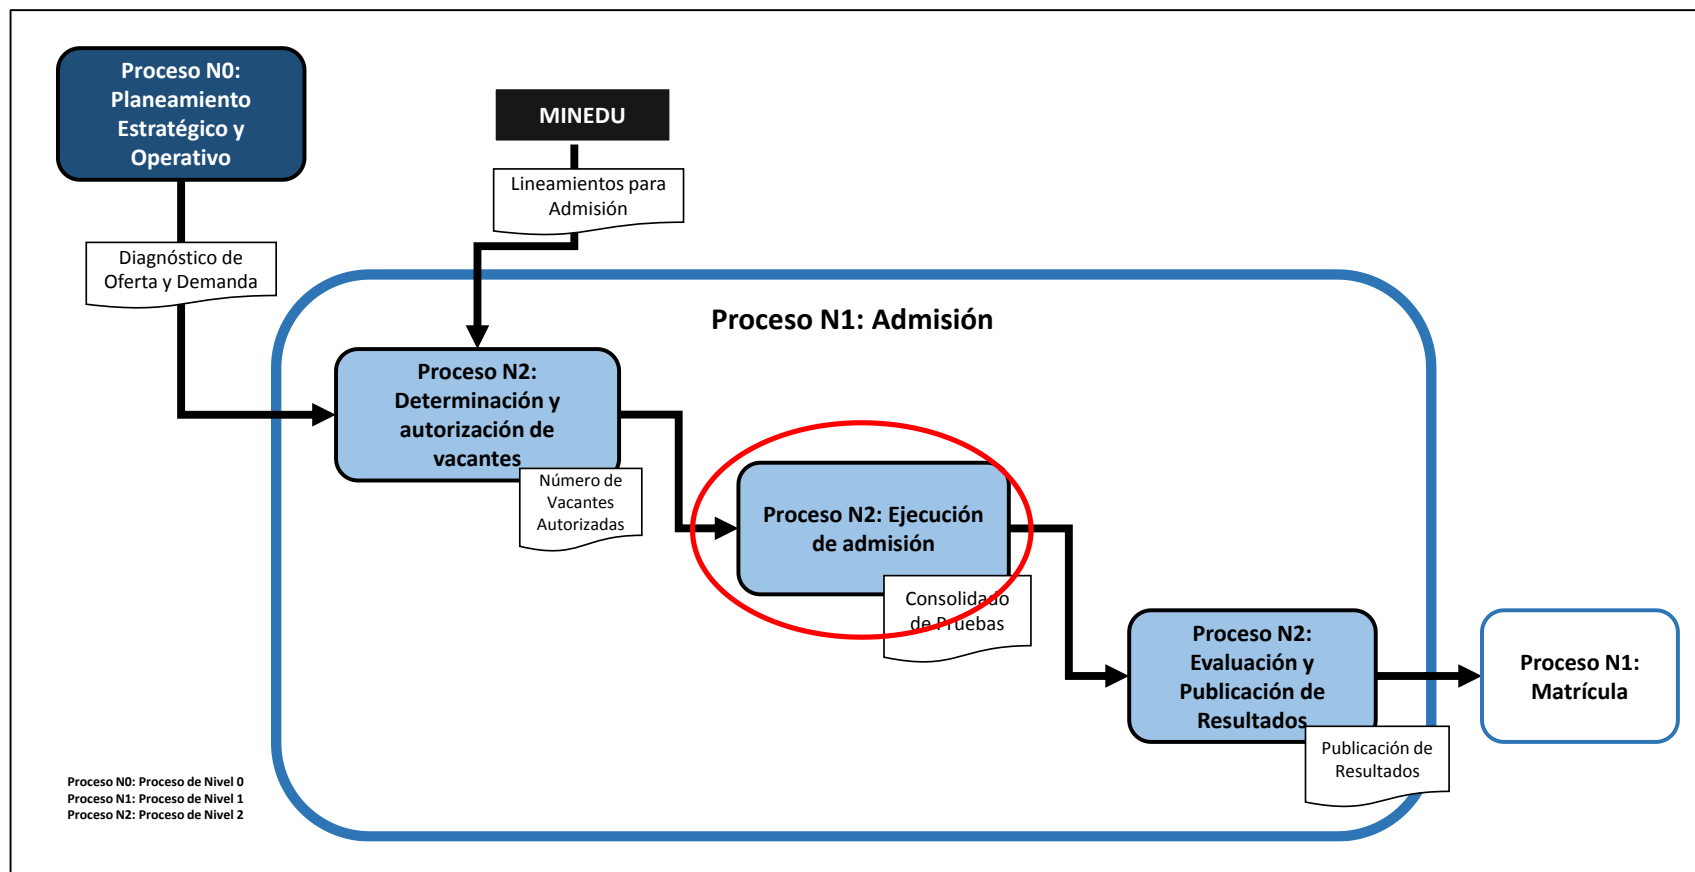 Proceso N0:
Planeamiento
Estratégico y
Operativo
MINEDU
Lineamientos para
Admisión
Diagnóstico de
Oferta y Demanda
Proceso N1: Admisión
Proceso N2:
Determinación y
autorización de
vacantes
Número de
Vacantes
Autorizadas
Proceso N2: Ejecución
de admisión
Consolidado
de Pruebas
Proceso N2:
Evaluación y
Publicación de
Resultados
Publicación de
Resultados
Proceso N1:
Matrícula
Proceso N0: Proceso de Nivel 0
Proceso N1: Proceso de Nivel 1
Proceso N2: Proceso de Nivel 2